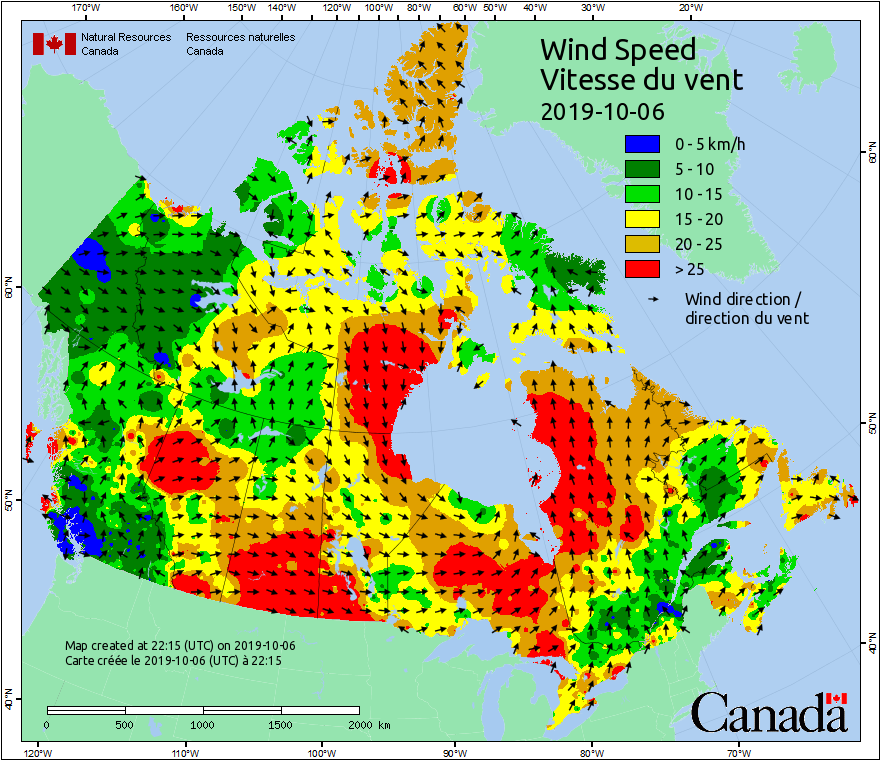 170°W 160°W 150°W 140°W 120°W 100°W 80°W 60°W 50°W 40°W 30°W 20°W
Natural Resources Ressources naturelles
Canada Canada
Wind Speed
Vitesse du vent
2019-10-06
0 - 5 km/h
5 - 10
10 - 15
15 - 20
20 - 25
> 25
Wind direction /
direction du vent
60°N
50°N
40°N
60°N
50°N
40°N
Map created at 22:15 (UTC) on 2019-10-06
Carte créée le 2019-10-06 (UTC) à 22:15
0 500 1000 1500 2000 km
Canada
120°W 110°W 100°W 90°W 80°W 70°W